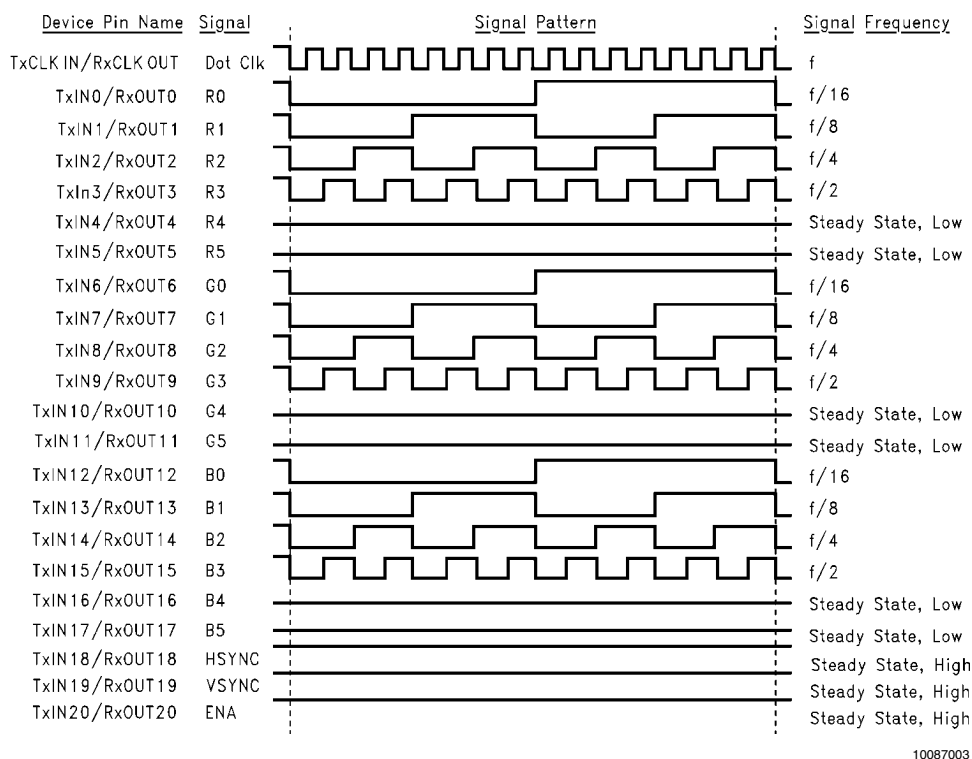 Device Pin Name Signal Signal Pattern Signal Frequency
TxCLK IN/RxCLK OUT Dot Clk f
TxIN0/RxOUT0 R0 f/16
TxIN1/RxOUT1 R1 f/8
TxIN2/RxOUT2 R2 f/4
TxIn3/RxOUT3 R3 f/2
TxIN4/RxOUT4 R4 Steady State, Low
TxIN5/RxOUT5 R5 Steady State, Low
TxIN6/RxOUT6 G0 f/16
TxIN7/RxOUT7 G1 f/8
TxIN8/RxOUT8 G2 f/4
TxIN9/RxOUT9 G3 f/2
TxIN10/RxOUT10 G4 Steady State, Low
TxIN11/RxOUT11 G5 Steady State, Low
TxIN12/RxOUT12 B0 f/16
TxIN13/RxOUT13 B1 f/8
TxIN14/RxOUT14 B2 f/4
TxIN15/RxOUT15 B3 f/2
TxIN16/RxOUT16 B4 Steady State, Low
TxIN17/RxOUT17 B5 Steady State, Low
TxIN18/RxOUT18 HSYNC Steady State, High
TxIN19/RxOUT19 VSYNC Steady State, High
TxIN20/RxOUT20 ENA Steady State, High
10087003